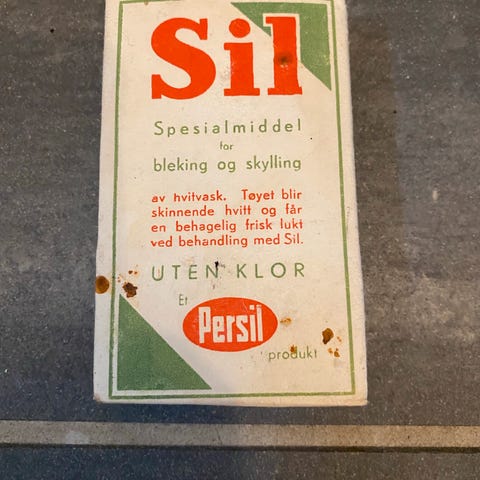 Sil
Spesialmiddel
for
bleking og skylling
av hvitvask. Tøyet blir
skinnende hvitt og får
en behagelig frisk lukt
ved behandling med Sil.
UTEN KLOR
Et
Persil
produkt